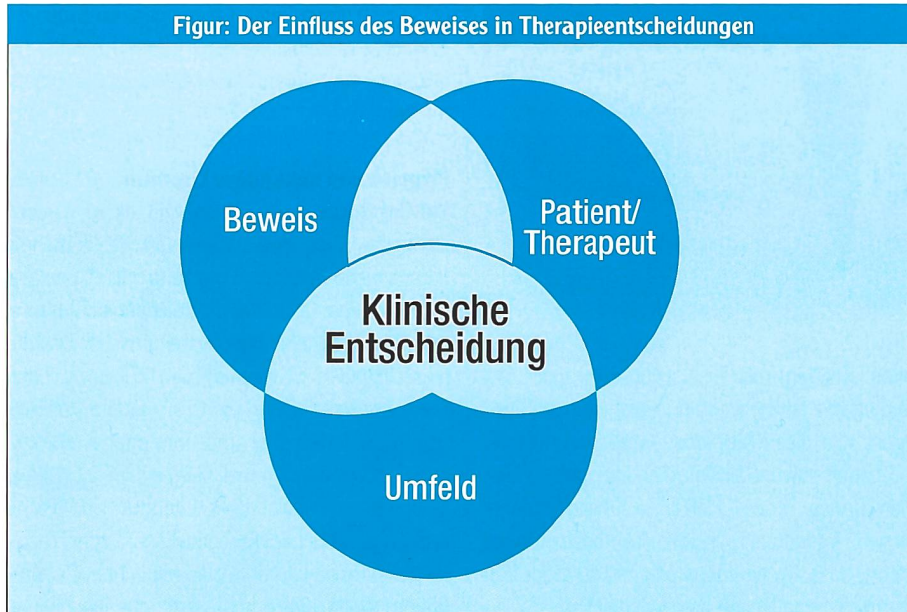 Figur: Der Einfluss des Beweises in Therapieentscheidungen
Beweis
Patient/
Therapeut
Klinische
Entscheidung
Umfeld